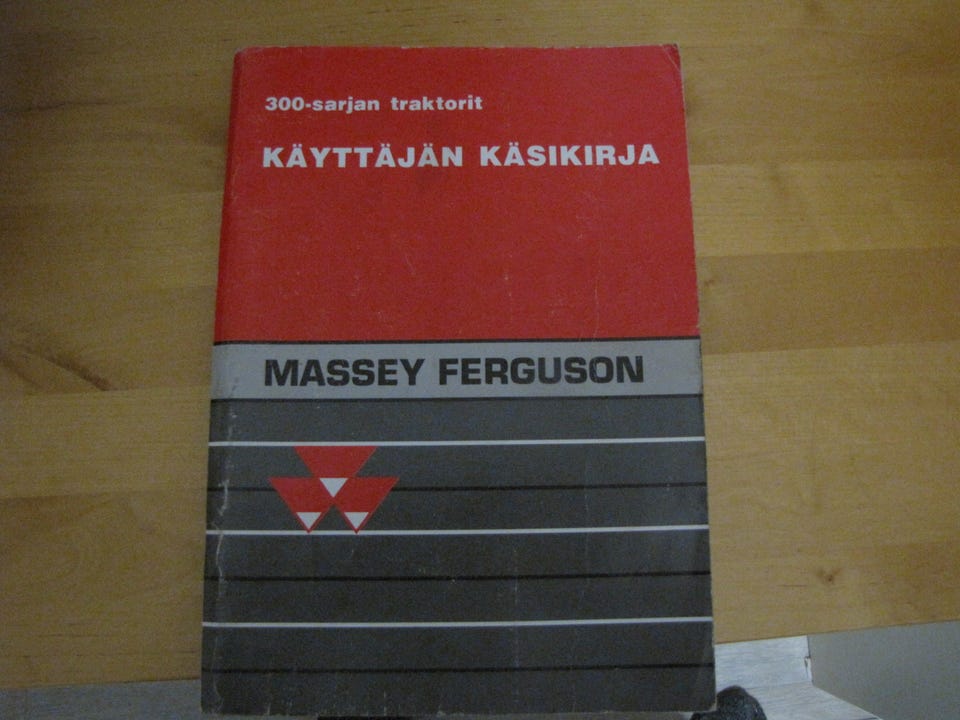 300-sarjan traktorit
KÄYTTÄJÄN KÄSIKIRJA
MASSEY FERGUSON